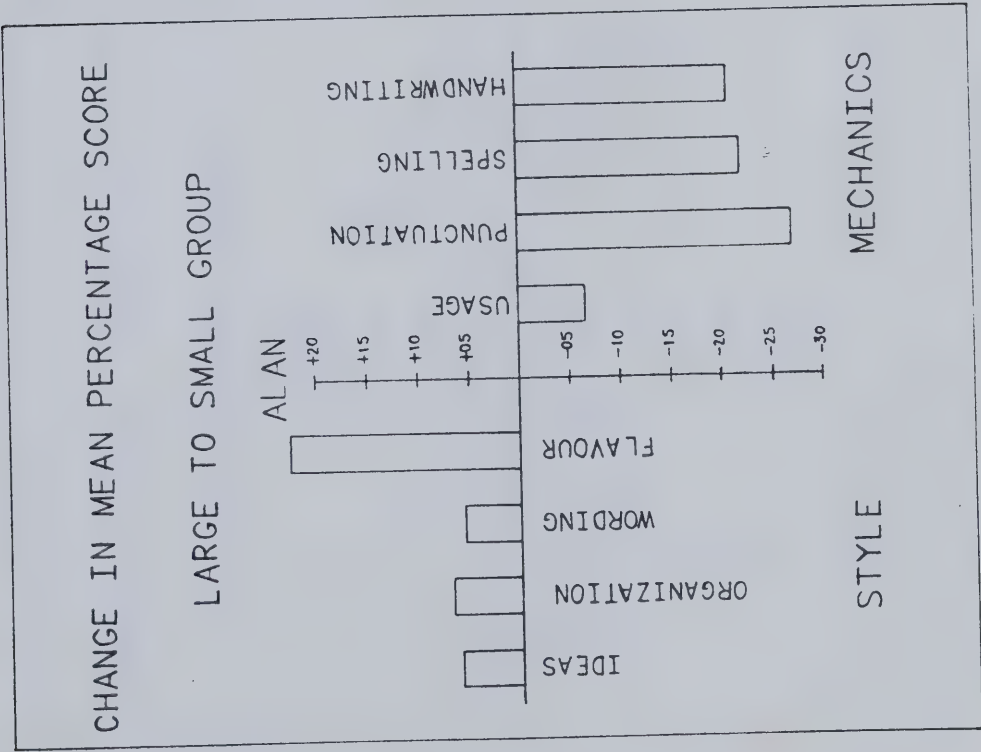 CHANGE IN MEAN PERCENTAGE SCORE
LARGE TO SMALL GROUP
ALAN
+20
+15
+10
+05
-05
-10
-15
-20
-25
-30
IDEAS
ORGANIZATION
WORDING
FLAVOUR
USAGE
PUNCTUATION
SPELLING
HANDWRITING
STYLE
MECHANICS